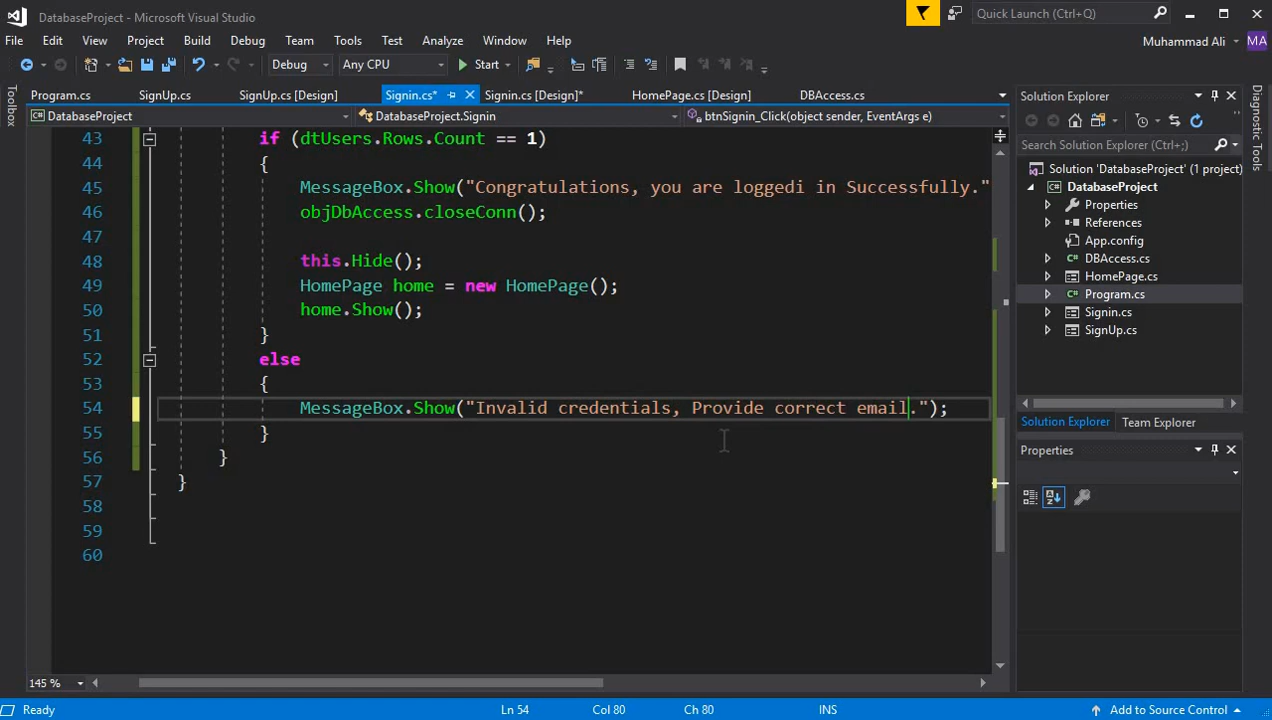 DatabaseProject - Microsoft Visual Studio
Quick Launch (Ctrl+Q)
File Edit View Project Build Debug Team Tools Test Analyze Window Help
Muhammad Ali MA
Debug Any CPU Start
Toolbox
Program.cs SignUp.cs SignUp.cs [Design] Signin.cs* Signin.cs [Design]* HomePage.cs [Design] DBAccess.cs
DatabaseProject DatabaseProject.Signin btnSignin_Click(object sender, EventArgs e)
43 if (dtUsers.Rows.Count == 1)
44 {
45 MessageBox.Show("Congratulations, you are loggedi in Successfully."
46 objDbAccess.closeConn();
47
48 this.Hide();
49 HomePage home = new HomePage();
50 home.Show();
51 }
52 else
53 {
54 MessageBox.Show("Invalid credentials, Provide correct email.");
55 }
56 }
57 }
58
59
60
145 %
Solution Explorer
Search Solution Explorer (Ctrl+;)
Solution 'DatabaseProject' (1 project)
DatabaseProject
Properties
References
App.config
DBAccess.cs
HomePage.cs
Program.cs
Signin.cs
SignUp.cs
Solution Explorer Team Explorer
Properties
Diagnostic Tools
Ready Ln 54 Col 80 Ch 80 INS Add to Source Control